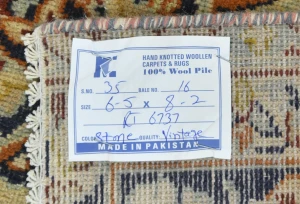 HAND KNOTTED WOOLLEN
CARPETS & RUGS
100% Wool Pile
S.NO. 35 BALE NO. 16
SIZE 6-5 x 8-2
RT 6737
COLOR Stone QUALITY Vintage
MADE IN PAKISTAN